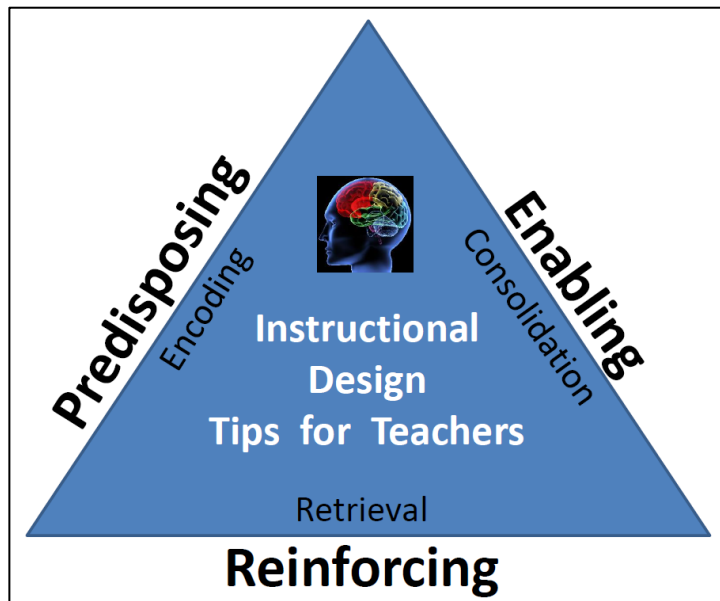 Predisposing
Encoding
Enabling
Consolidation
Instructional
Design
Tips for Teachers
Retrieval
Reinforcing